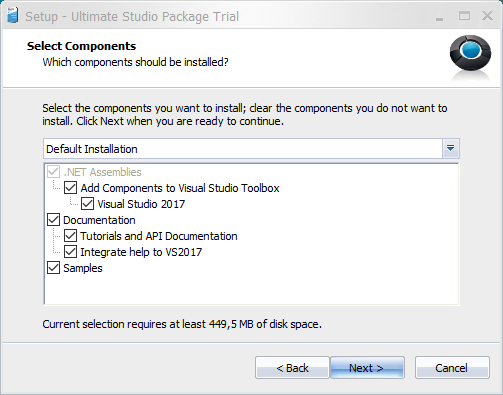 Setup - Ultimate Studio Package Trial
Select Components
Which components should be installed?
Select the components you want to install; clear the components you do not want to
install. Click Next when you are ready to continue.
Default Installation
.NET Assemblies
Add Components to Visual Studio Toolbox
Visual Studio 2017
Documentation
Tutorials and API Documentation
Integrate help to VS2017
Samples
Current selection requires at least 449,5 MB of disk space.
< Back
Next >
Cancel